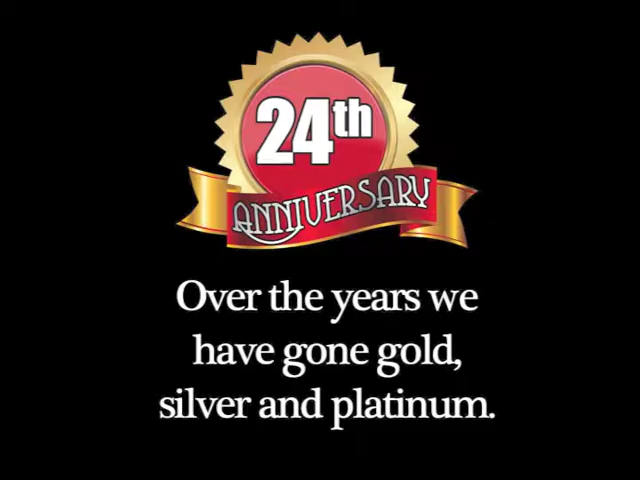 24th
ANNIVERSARY
Over the years we
have gone gold,
silver and platinum.